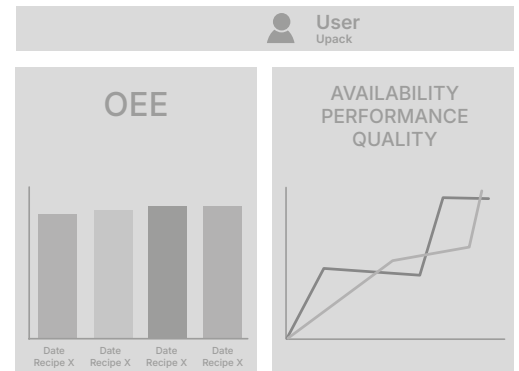 User
Upack
OEE
Date
Recipe X
Date
Recipe X
Date
Recipe X
Date
Recipe X
AVAILABILITY
PERFORMANCE
QUALITY